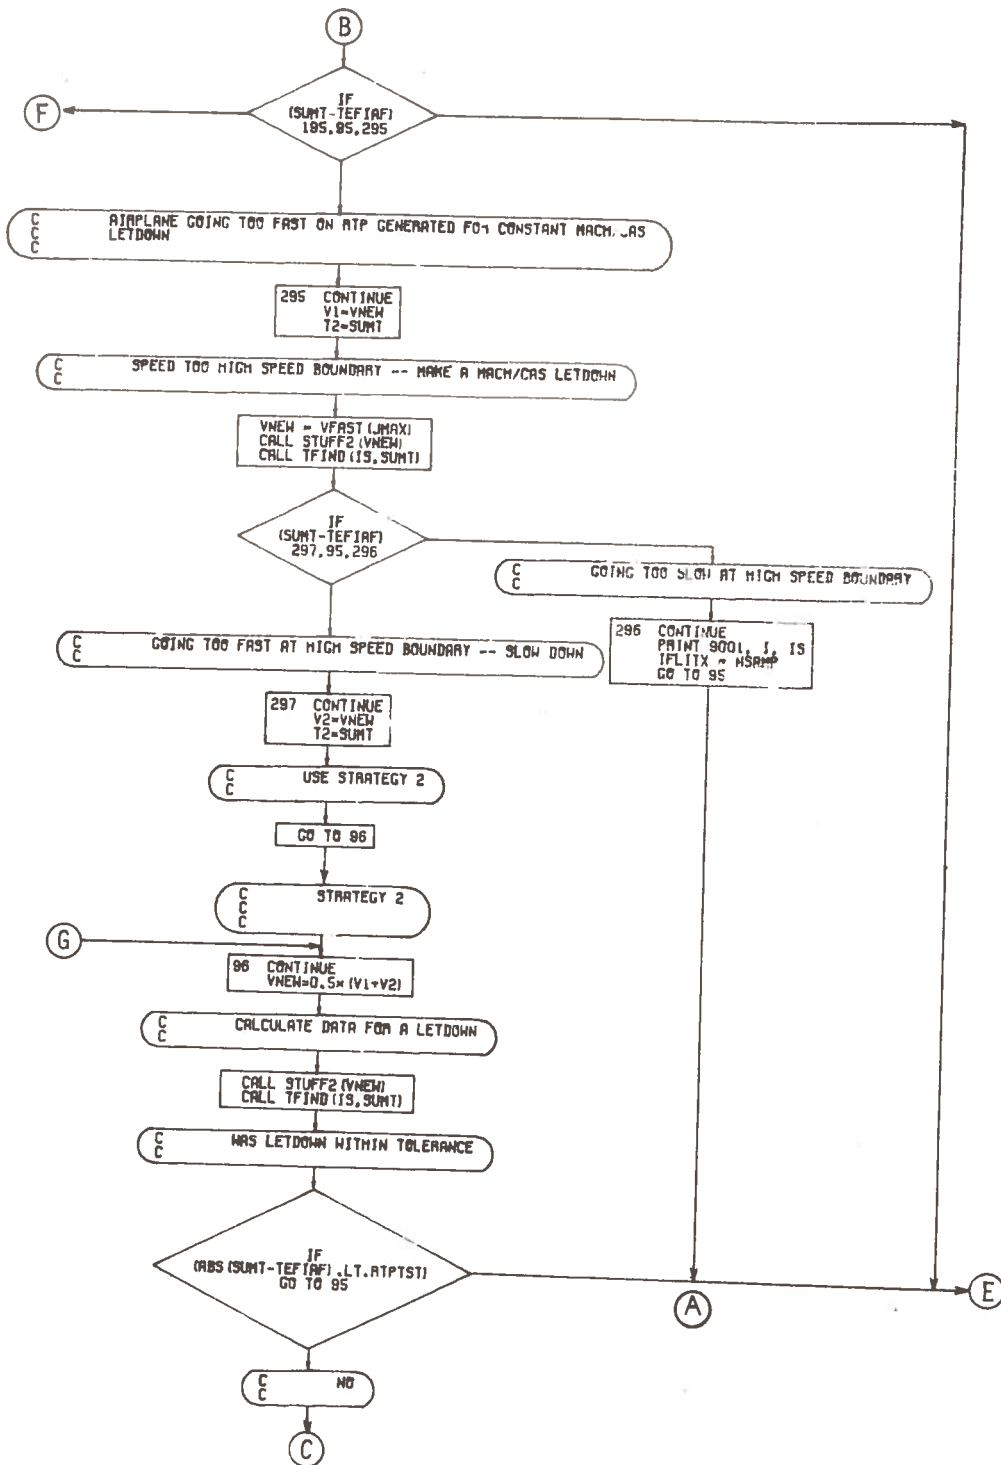 B
IF
(SUMT-TEFIAF)
195,95,295
F
C AIRPLANE GOING TOO FAST ON RTP GENERATED FOR CONSTANT MACH, CAS
C LETDOWN
C
295 CONTINUE
V1=VNEW
T2=SUMT
C SPEED TOO HIGH SPEED BOUNDARY -- MAKE A MACH/CAS LETDOWN
C
VNEW = VFAST(JMAX)
CALL STUFF2(VNEW)
CALL TFIND(IS,SUMT)
IF
(SUMT-TEFIAF)
297,95,296
C GOING TOO SLOW AT HIGH SPEED BOUNDARY
C
296 CONTINUE
PRINT 9001, I, IS
IFLITX = NSRMP
GO TO 95
C GOING TOO FAST AT HIGH SPEED BOUNDARY -- SLOW DOWN
C
297 CONTINUE
V2=VNEW
T2=SUMT
C USE STRATEGY 2
C
GO TO 96
C STRATEGY 2
C
C
G
96 CONTINUE
VNEW=0.5*(V1+V2)
C CALCULATE DATA FOR A LETDOWN
C
CALL STUFF2(VNEW)
CALL TFIND(IS,SUMT)
C WAS LETDOWN WITHIN TOLERANCE
C
IF
(ABS(SUMT-TEFIAF).LT.RTPTST)
GO TO 95
A
E
C NO
C
C